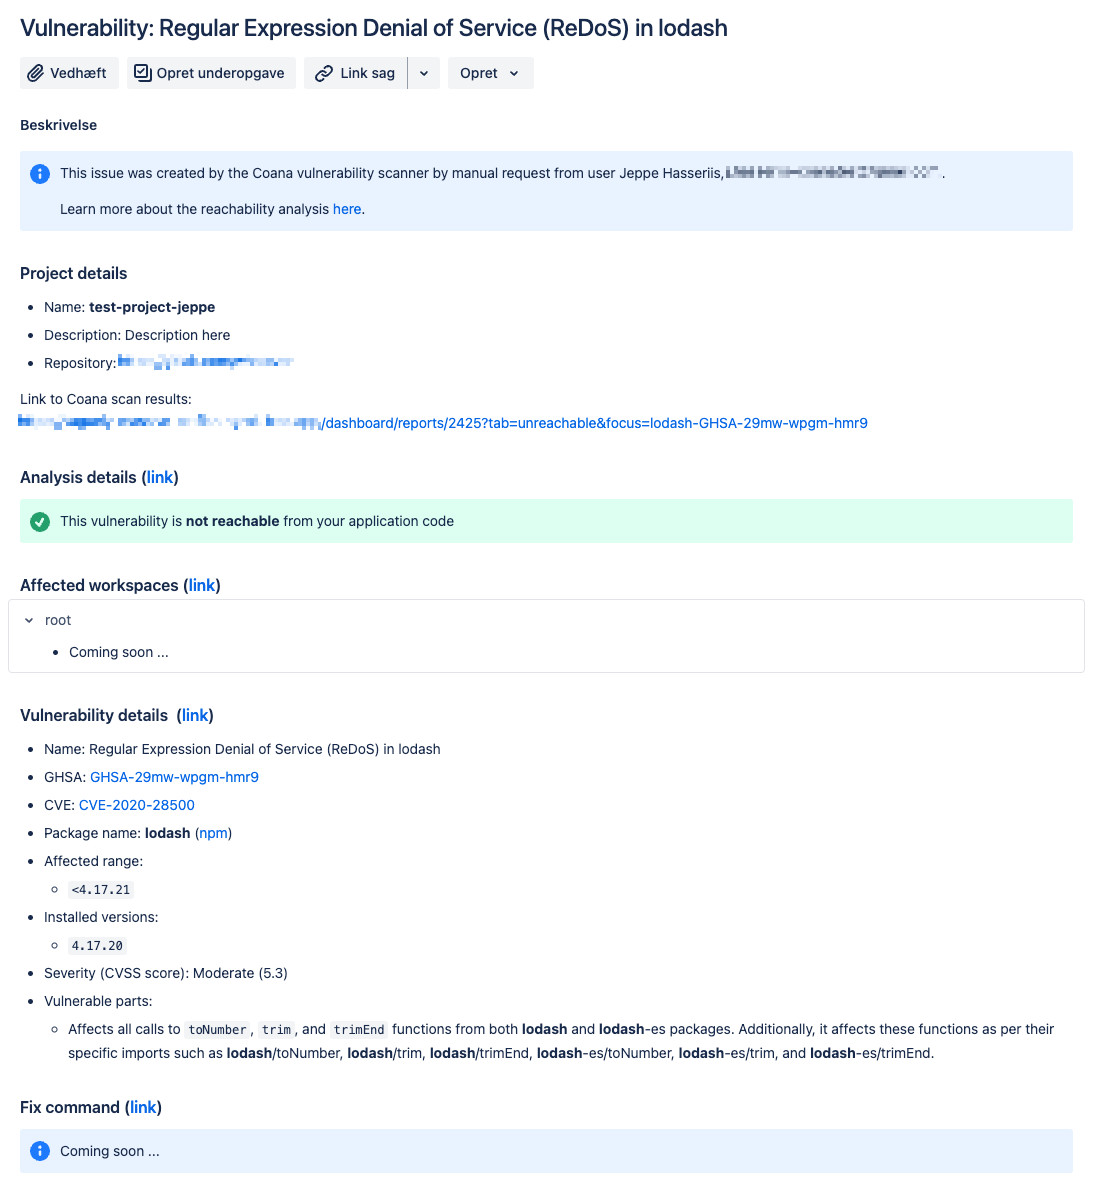 Vulnerability: Regular Expression Denial of Service (ReDoS) in lodash
Vedhæft
Opret underopgave
Link sag
Opret
Beskrivelse
This issue was created by the Coana vulnerability scanner by manual request from user Jeppe Hasseriis, .
Learn more about the reachability analysis here.
Project details
• Name: test-project-jeppe
• Description: Description here
• Repository:
Link to Coana scan results:
/dashboard/reports/2425?tab=unreachable&focus=lodash-GHSA-29mw-wpgm-hmr9
Analysis details (link)
This vulnerability is not reachable from your application code
Affected workspaces (link)
root
• Coming soon ...
Vulnerability details (link)
• Name: Regular Expression Denial of Service (ReDoS) in lodash
• GHSA: GHSA-29mw-wpgm-hmr9
• CVE: CVE-2020-28500
• Package name: lodash (npm)
• Affected range:
◦ <4.17.21
• Installed versions:
◦ 4.17.20
• Severity (CVSS score): Moderate (5.3)
• Vulnerable parts:
◦ Affects all calls to toNumber, trim, and trimEnd functions from both lodash and lodash-es packages. Additionally, it affects these functions as per their
specific imports such as lodash/toNumber, lodash/trim, lodash/trimEnd, lodash-es/toNumber, lodash-es/trim, and lodash-es/trimEnd.
Fix command (link)
Coming soon ...